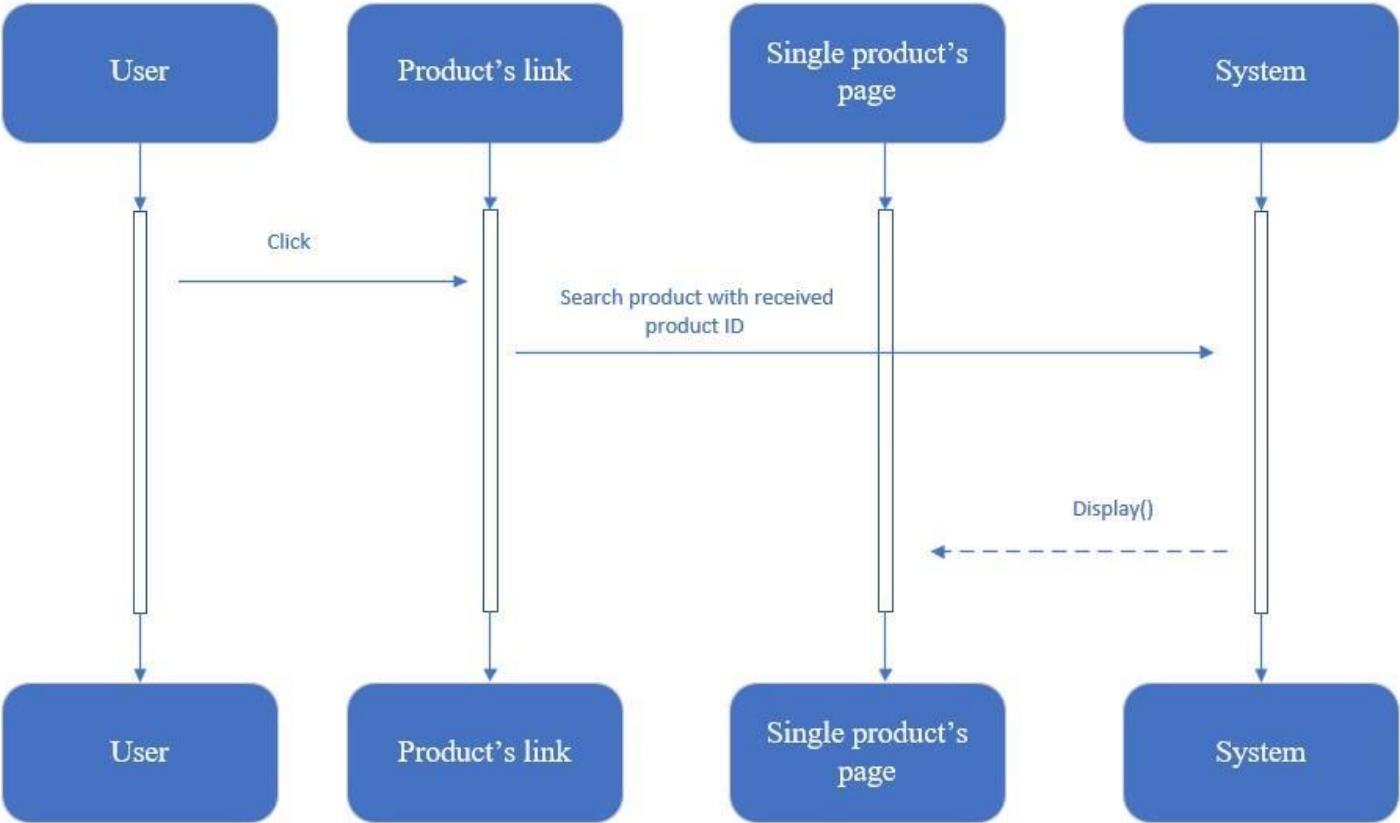 User
Product’s link
Single product’s
page
System
Click
Search product with received
product ID
Display()
User
Product’s link
Single product’s
page
System